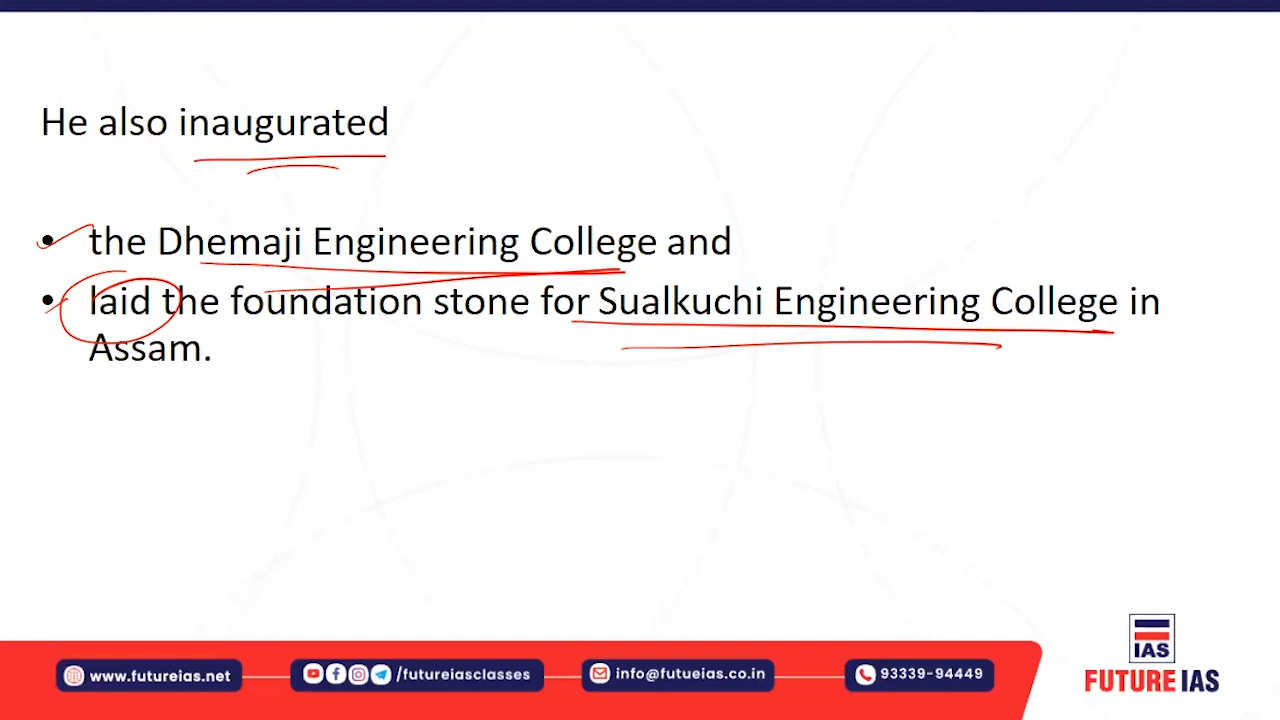 He also inaugurated
• the Dhemaji Engineering College and
• laid the foundation stone for Sualkuchi Engineering College in
Assam.
www.futureias.net
/futureiasclasses
info@futueias.co.in
93339-94449
IAS
FUTURE IAS